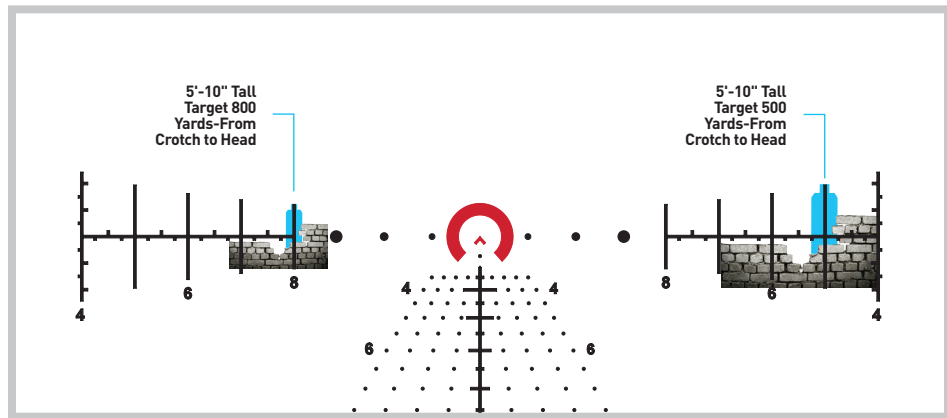 5'-10" Tall
Target 800
Yards-From
Crotch to Head
5'-10" Tall
Target 500
Yards-From
Crotch to Head
4
6
8
4
4
6
6
8
6
4